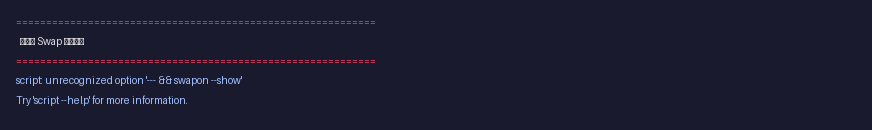 ============================================================
Swap
============================================================
script: unrecognized option '--- && swapon --show'
Try 'script --help' for more information.